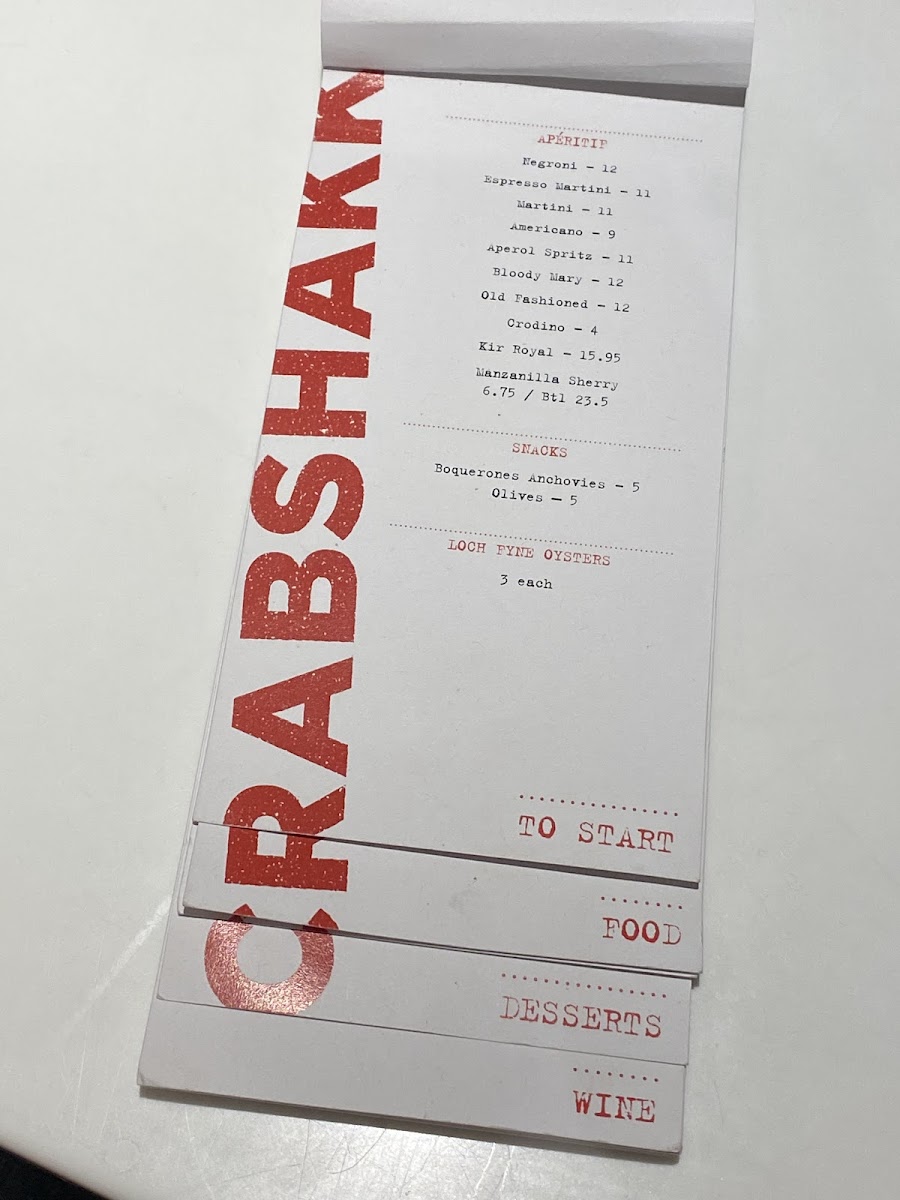 CRABSHAKK
APÉRITIF
Negroni – 12
Espresso Martini – 11
Martini – 11
Americano – 9
Aperol Spritz – 11
Bloody Mary – 12
Old Fashioned – 12
Crodino – 4
Kir Royal – 15.95
Manzanilla Sherry
6.75 / Btl 23.5
SNACKS
Boquerones Anchovies – 5
Olives – 5
LOCH FYNE OYSTERS
3 each
TO START
FOOD
DESSERTS
WINE